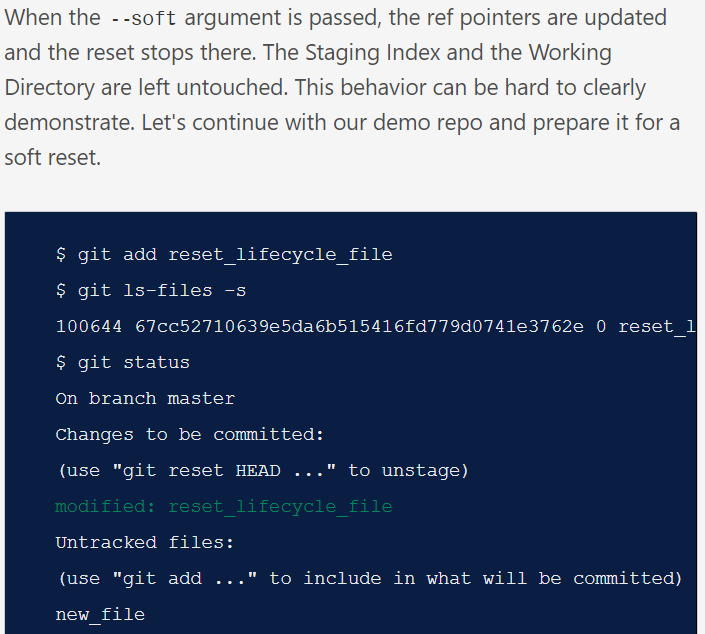 When the --soft argument is passed, the ref pointers are updated
and the reset stops there. The Staging Index and the Working
Directory are left untouched. This behavior can be hard to clearly
demonstrate. Let's continue with our demo repo and prepare it for a
soft reset.
$ git add reset_lifecycle_file
$ git ls-files -s
100644 67cc52710639e5da6b515416fd779d0741e3762e 0 reset_l
$ git status
On branch master
Changes to be committed:
(use "git reset HEAD ..." to unstage)
modified: reset_lifecycle_file
Untracked files:
(use "git add ..." to include in what will be committed)
new_file